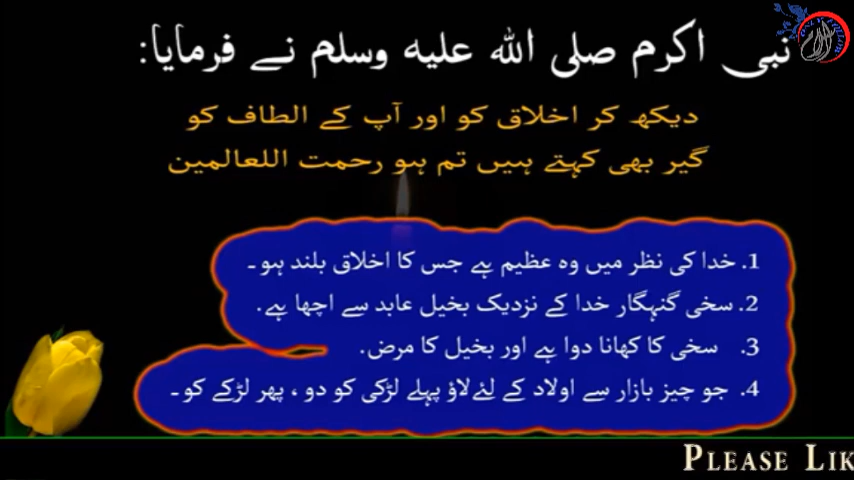 نبی اکرم صلی اللہ علیہ وسلم نے فرمایا:
دیکھ کر اخلاق کو اور آپ کے الطاف کو
گیر بھی کہتے ہیں تم ہو رحمت اللعالمین
1. خدا کی نظر میں وہ عظیم ہے جس کا اخلاق بلند ہو۔
2. سخی گنہگار خدا کے نزدیک بخیل عابد سے اچھا ہے.
3. سخی کا کھانا دوا ہے اور بخیل کا مرض.
4. جو چیز بازار سے اولاد کے لئے لاؤ پہلے لڑکی کو دو ، پھر لڑکے کو۔
PLEASE LIK